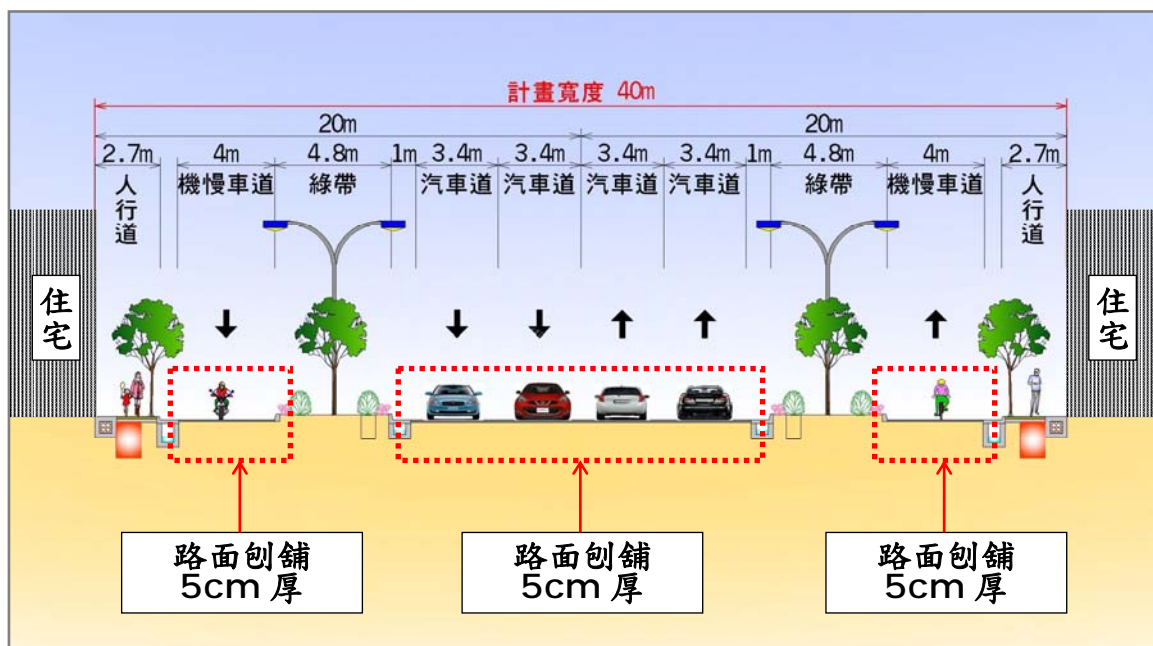 計畫寬度 40m
20m 20m
2.7m 4m 4.8m 1m 3.4m 3.4m 3.4m 3.4m 1m 4.8m 4m 2.7m
人行道 機慢車道 綠帶 汽車道 汽車道 汽車道 汽車道 綠帶 機慢車道 人行道
住宅 住宅
路面刨舖 路面刨舖 路面刨舖
5cm 厚 5cm 厚 5cm 厚